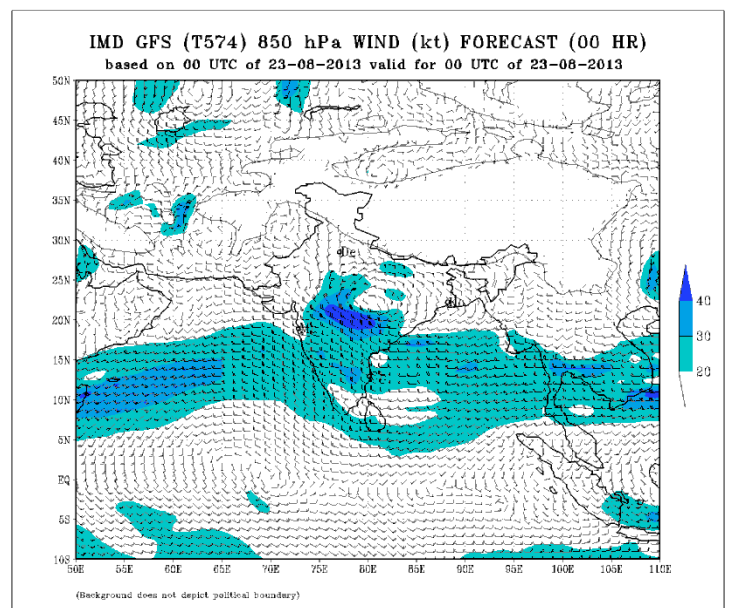 IMD GFS (T574) 850 hPa WIND (kt) FORECAST (00 HR)
based on 00 UTC of 23-08-2013 valid for 00 UTC of 23-08-2013
50N
45N
40N
35N
30N
25N
20N
15N
10N
5N
EQ
5S
10S
De
40
30
20
50E 55E 60E 65E 70E 75E 80E 85E 90E 95E 100E 105E 110E
(Background does not depict political boundary)